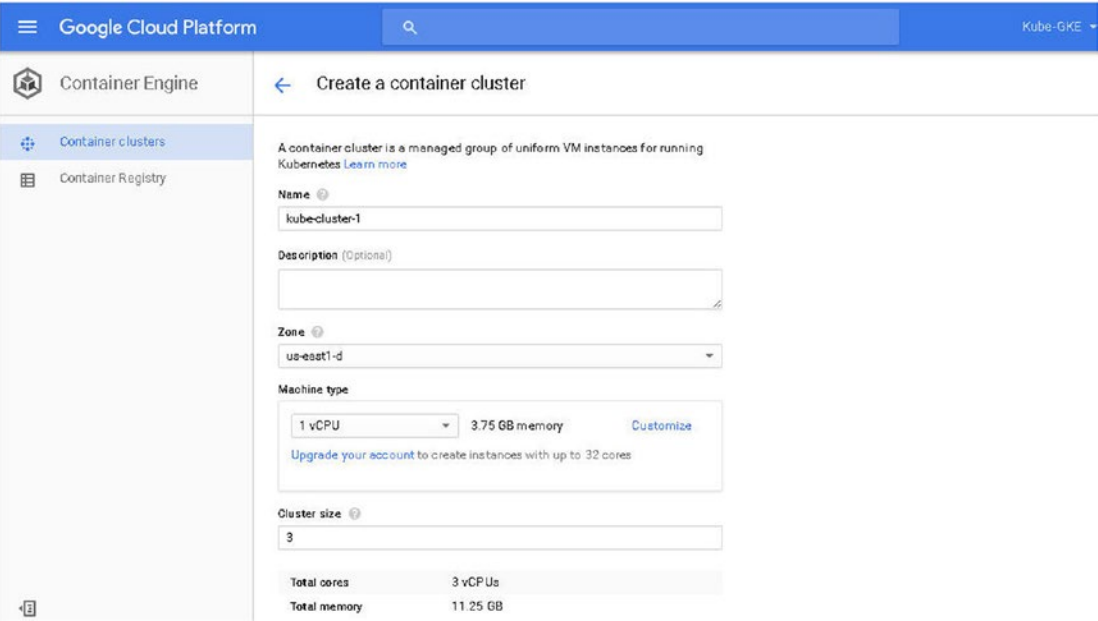 Google Cloud Platform
Kube-GKE
Container Engine
Create a container cluster
Container clusters
Container Registry
A container cluster is a managed group of uniform VM instances for running
Kubernetes Learn more
Name
kube-cluster-1
Description (Optional)
Zone
us-east1-d
Machine type
1 vCPU 3.75 GB memory Customize
Upgrade your account to create instances with up to 32 cores
Cluster size
3
Total cores 3 vCPUs
Total memory 11.25 GB